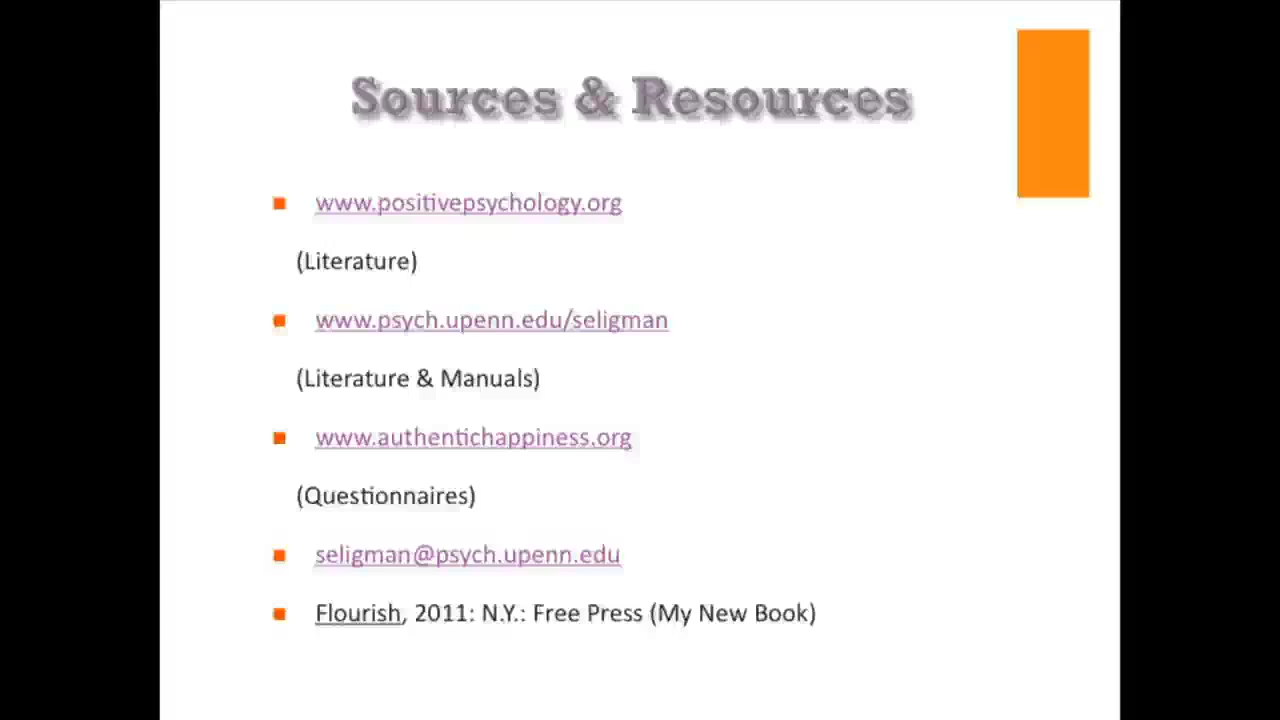 Sources & Resources
www.positivepsychology.org
(Literature)
www.psych.upenn.edu/seligman
(Literature & Manuals)
www.authentichappiness.org
(Questionnaires)
seligman@psych.upenn.edu
Flourish, 2011: N.Y.: Free Press (My New Book)